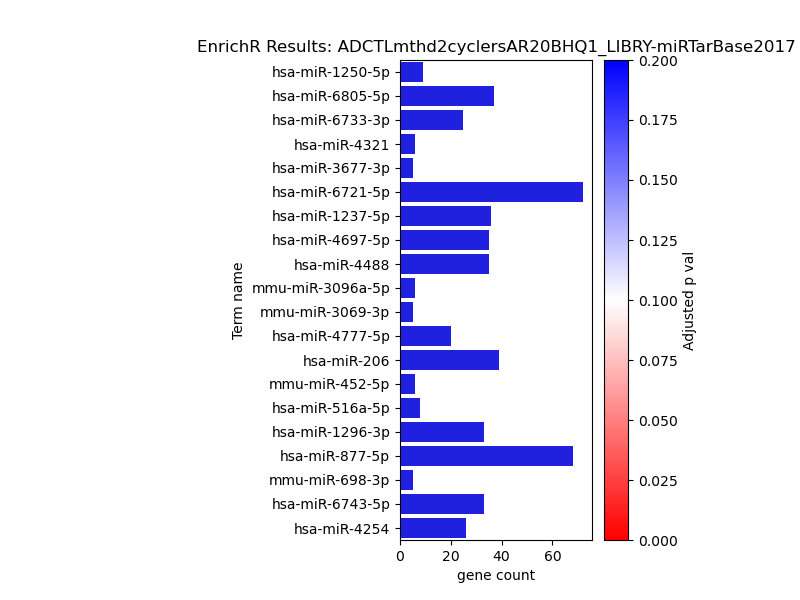 EnrichR Results: ADCTLmthd2cyclersAR20BHQ1_LIBRY-miRTarBase2017
hsa-miR-1250-5p
hsa-miR-6805-5p
hsa-miR-6733-3p
hsa-miR-4321
hsa-miR-3677-3p
hsa-miR-6721-5p
hsa-miR-1237-5p
hsa-miR-4697-5p
hsa-miR-4488
mmu-miR-3096a-5p
mmu-miR-3069-3p
hsa-miR-4777-5p
hsa-miR-206
mmu-miR-452-5p
hsa-miR-516a-5p
hsa-miR-1296-3p
hsa-miR-877-5p
mmu-miR-698-3p
hsa-miR-6743-5p
hsa-miR-4254
Term name
0 20 40 60
gene count
0.200
0.175
0.150
0.125
0.100
0.075
0.050
0.025
0.000
Adjusted p val